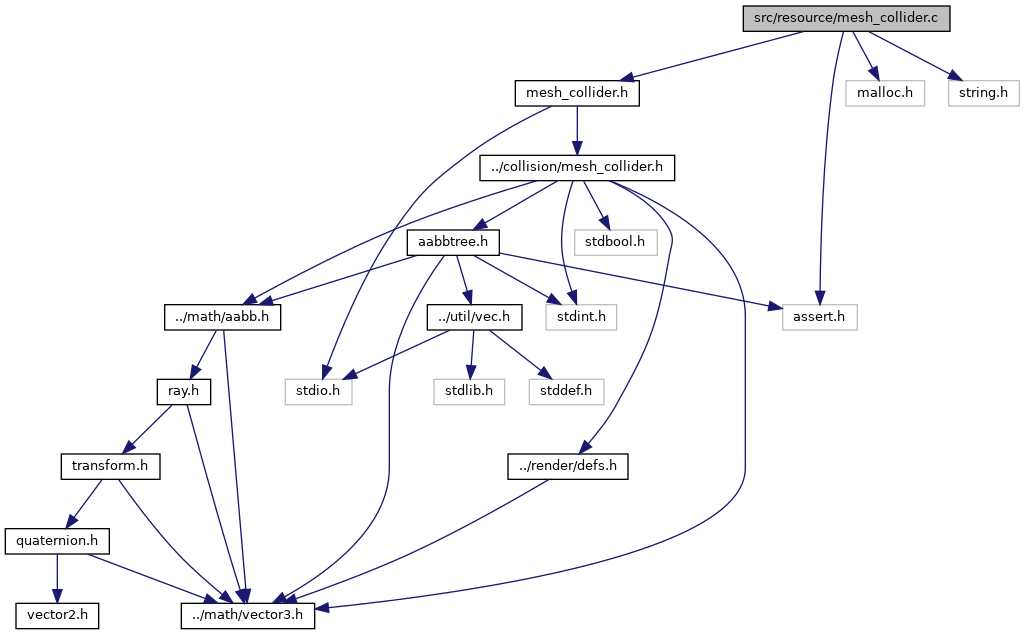 src/resource/mesh_collider.c
mesh_collider.h
malloc.h
string.h
../collision/mesh_collider.h
aabbtree.h
stdbool.h
../math/aabb.h
../util/vec.h
stdint.h
assert.h
ray.h
stdio.h
stdlib.h
stddef.h
transform.h
../render/defs.h
quaternion.h
vector2.h
../math/vector3.h